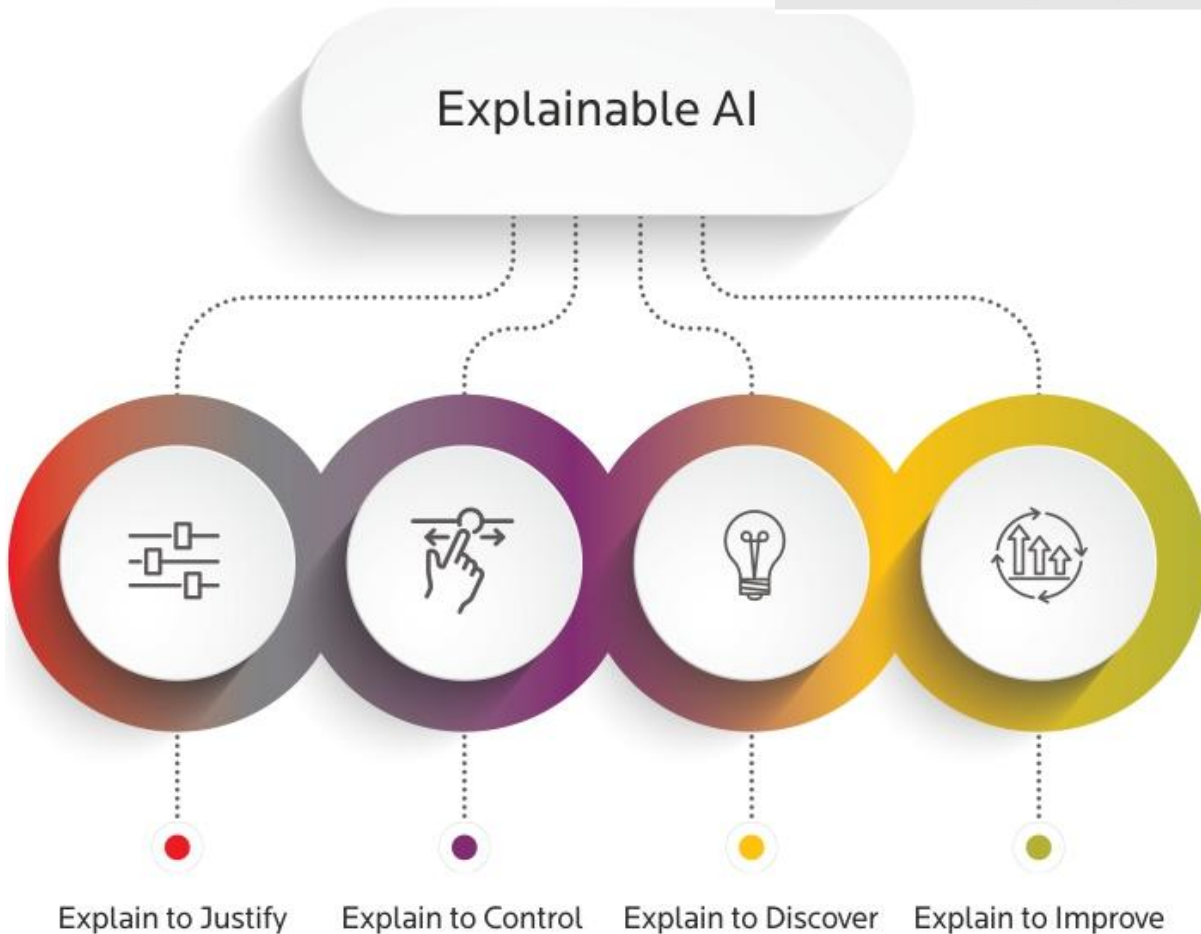 Explainable AI
Explain to Justify
Explain to Control
Explain to Discover
Explain to Improve